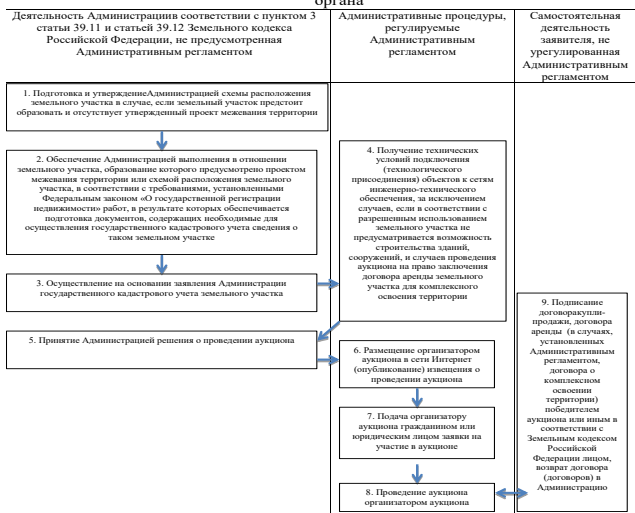 органа
Деятельность Администрациив соответствии с пунктом 3
статьи 39.11 и статьей 39.12 Земельного кодекса
Российской Федерации, не предусмотренная
Административным регламентом
Административные процедуры,
регулируемые
Административным
регламентом
Самостоятельная
деятельность
заявителя, не
урегулированная
Административным
регламентом
1. Подготовка и утверждениеАдминистрацией схемы расположения
земельного участка в случае, если земельный участок предстоит
образовать и отсутствует утвержденный проект межевания территории
2. Обеспечение Администрацией выполнения в отношении
земельного участка, образование которого предусмотрено проектом
межевания территории или схемой расположения земельного
участка, в соответствии с требованиями, установленными
Федеральным законом «О государственной регистрации
недвижимости» работ, в результате которых обеспечивается
подготовка документов, содержащих необходимые для
осуществления государственного кадастрового учета сведения о
таком земельном участке
3. Осуществление на основании заявления Администрации
государственного кадастрового учета земельного участка
4. Получение технических
условий подключения
(технологического
присоединения) объектов к сетям
инженерно-технического
обеспечения, за исключением
случаев, если в соответствии с
разрешенным использованием
земельного участка не
предусматривается возможность
строительства зданий,
сооружений, и случаев проведения
аукциона на право заключения
договора аренды земельного
участка для комплексного
освоения территории
5. Принятие Администрацией решения о проведении аукциона
6. Размещение организатором
аукциона в сети Интернет
(опубликование) извещения о
проведении аукциона
7. Подача организатору
аукциона гражданином или
юридическим лицом заявки на
участие в аукционе
8. Проведение аукциона
организатором аукциона
9. Подписание
договоракупли-
продажи, договора
аренды (в случаях,
установленных
Административным
регламентом,
договора о
комплексном
освоении
территории)
победителем
аукциона или иным в
соответствии с
Земельным кодексом
Российской
Федерации лицом,
возврат договора
(договоров) в
Администрацию